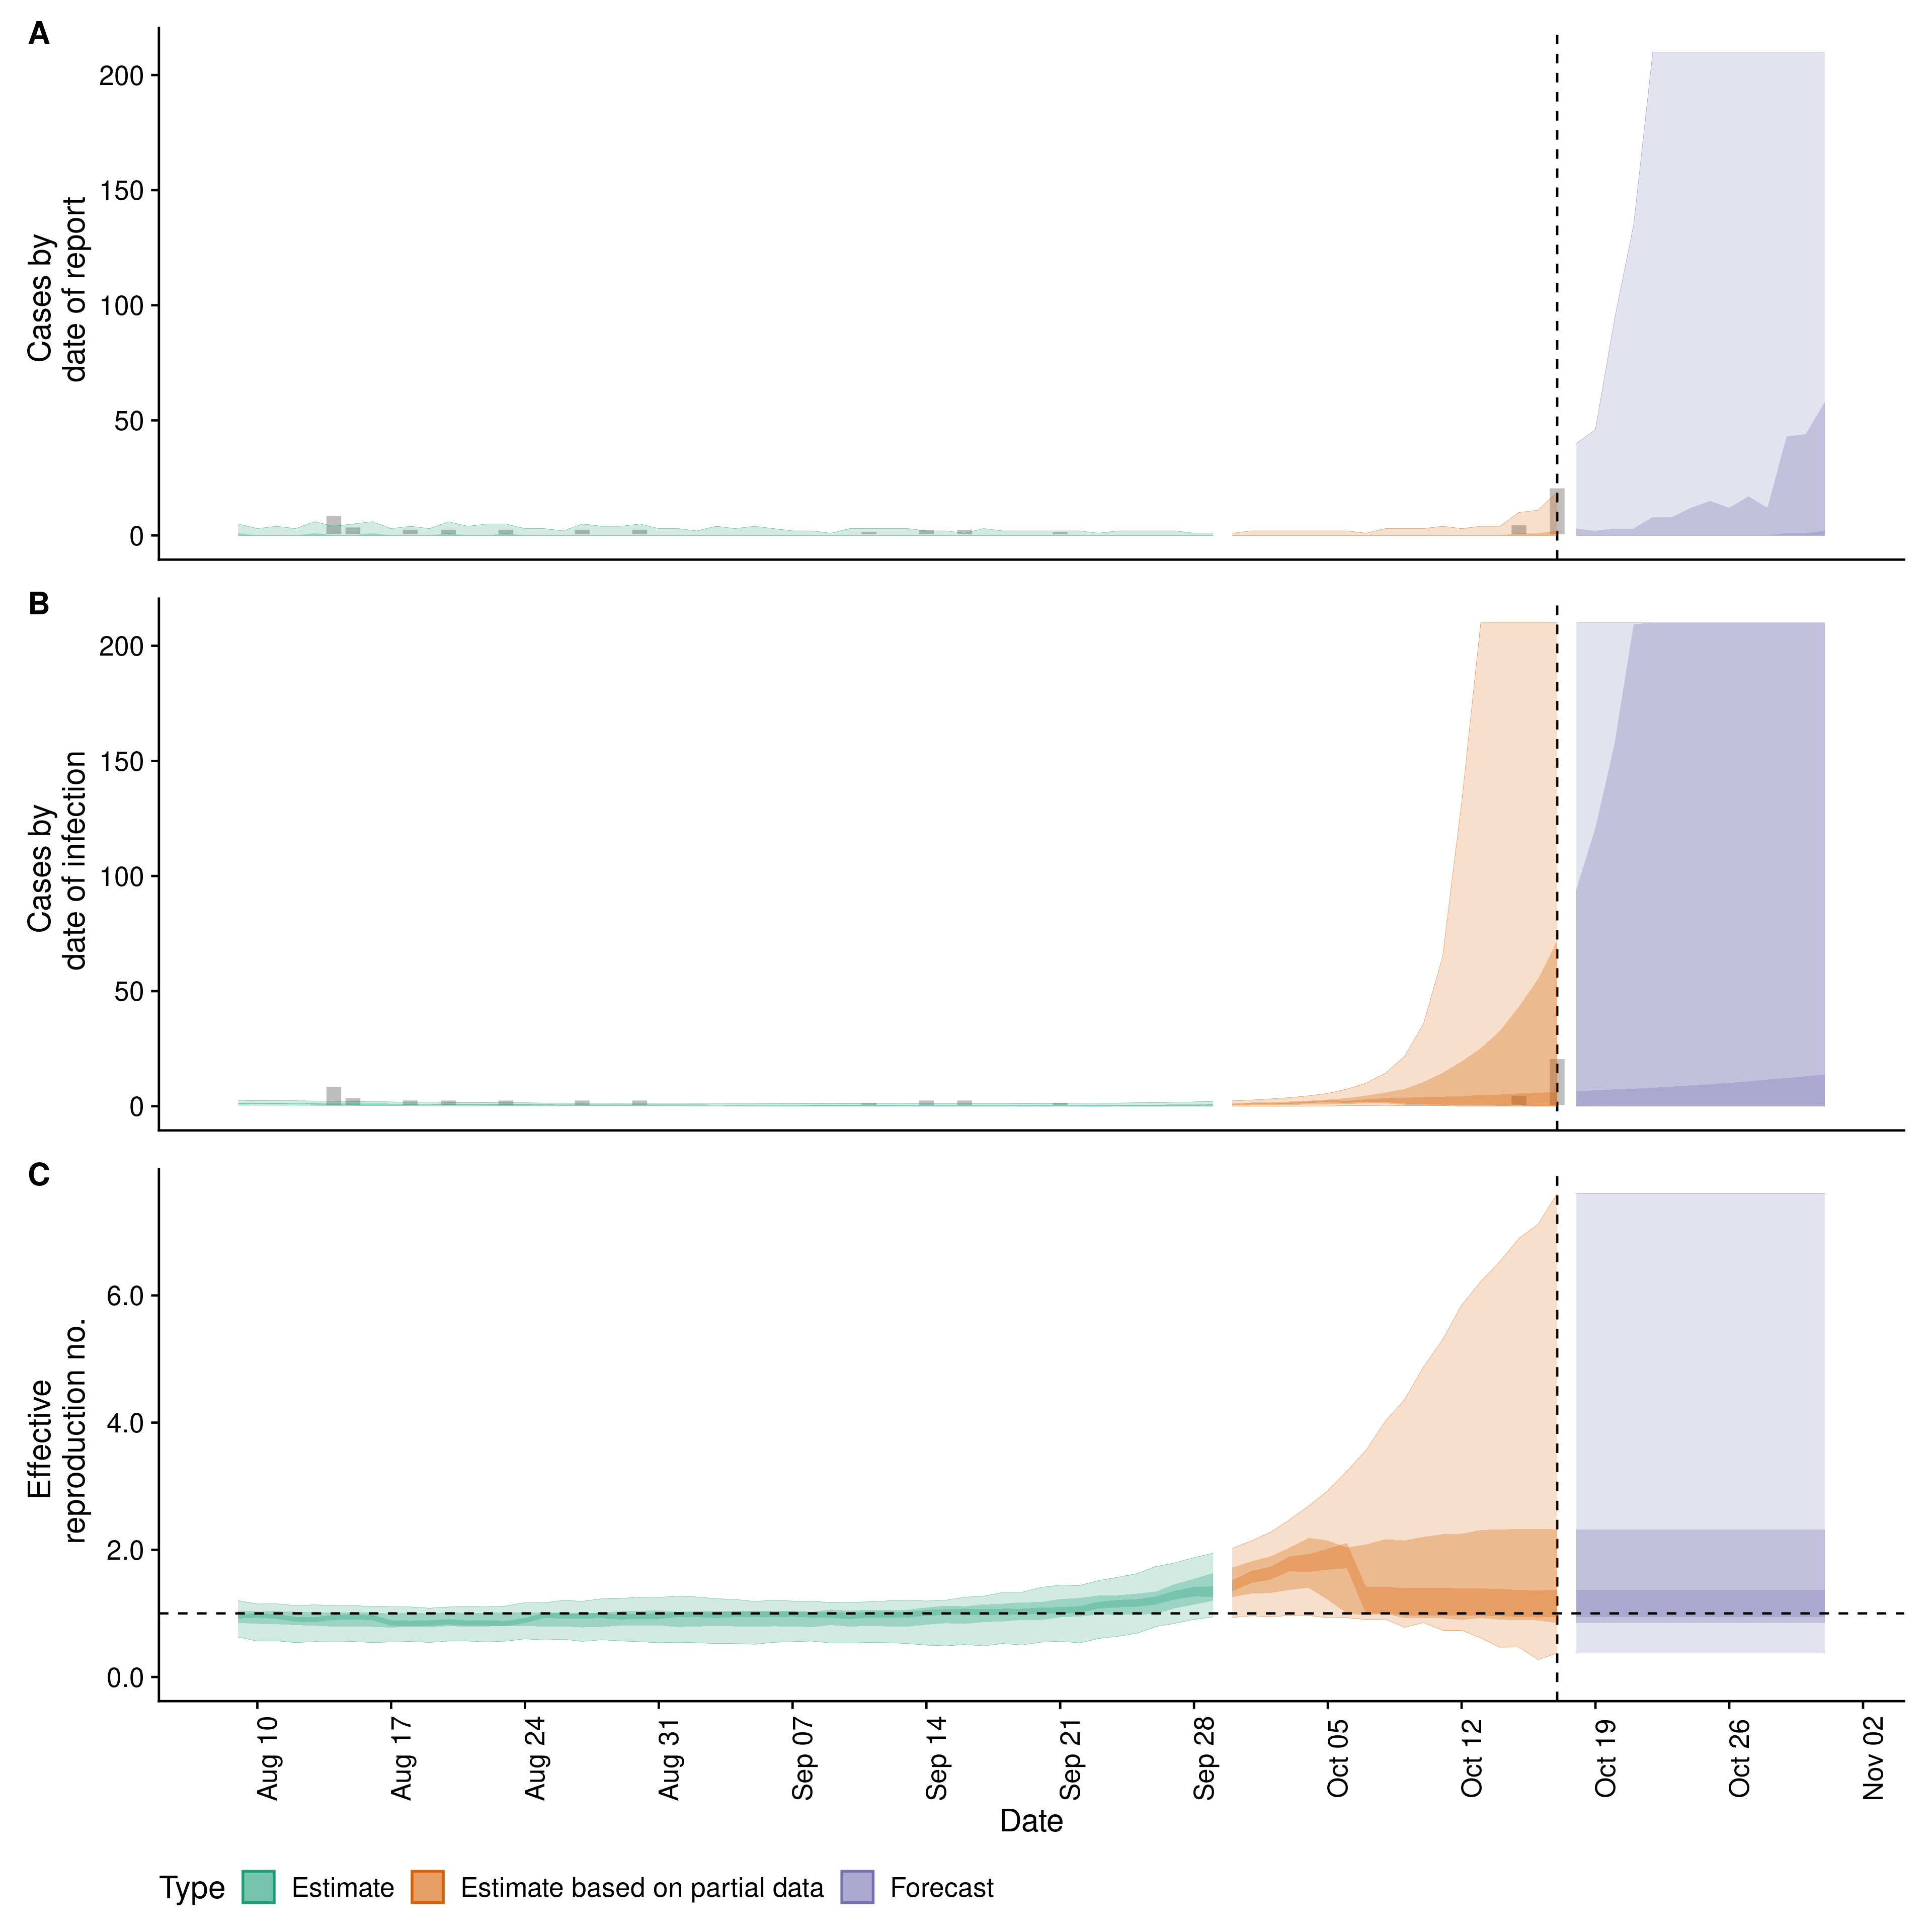 A
200
150
100
50
0
Cases by
date of report
B
200
150
100
50
0
Cases by
date of infection
C
6.0
4.0
2.0
0.0
Effective
reproduction no.
Aug 10
Aug 17
Aug 24
Aug 31
Sep 07
Sep 14
Sep 21
Sep 28
Oct 05
Oct 12
Oct 19
Oct 26
Nov 02
Date
Type Estimate Estimate based on partial data Forecast